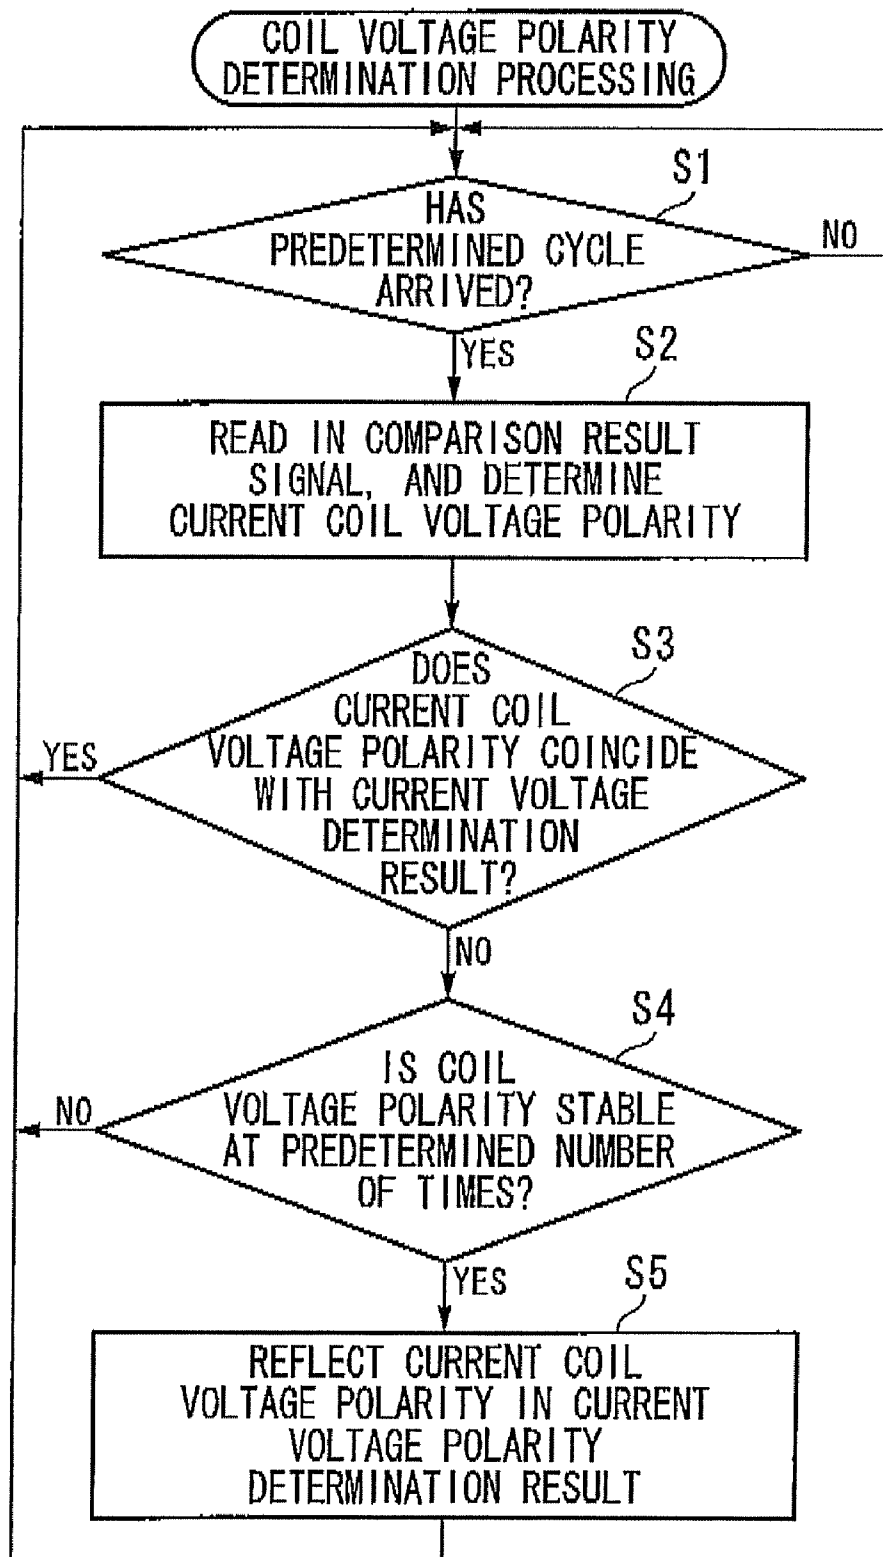 COIL VOLTAGE POLARITY
DETERMINATION PROCESSING
S1
HAS
PREDETERMINED CYCLE
ARRIVED?
NO
YES
S2
READ IN COMPARISON RESULT
SIGNAL, AND DETERMINE
CURRENT COIL VOLTAGE POLARITY
S3
DOES
CURRENT COIL
VOLTAGE POLARITY COINCIDE
WITH CURRENT VOLTAGE
DETERMINATION
RESULT?
YES
NO
S4
IS COIL
VOLTAGE POLARITY STABLE
AT PREDETERMINED NUMBER
OF TIMES?
NO
YES
S5
REFLECT CURRENT COIL
VOLTAGE POLARITY IN CURRENT
VOLTAGE POLARITY
DETERMINATION RESULT